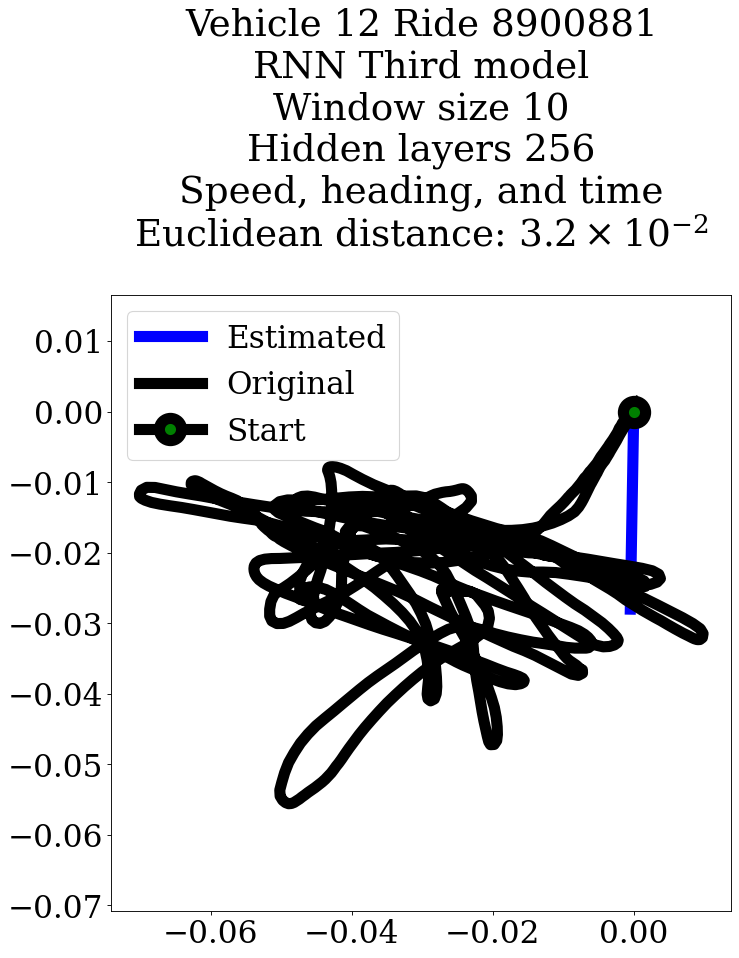 Vehicle 12 Ride 8900881
RNN Third model
Window size 10
Hidden layers 256
Speed, heading, and time
Euclidean distance: 3.2 × 10⁻²
Estimated
Original
Start
0.01
0.00
−0.01
−0.02
−0.03
−0.04
−0.05
−0.06
−0.07
−0.06 −0.04 −0.02 0.00